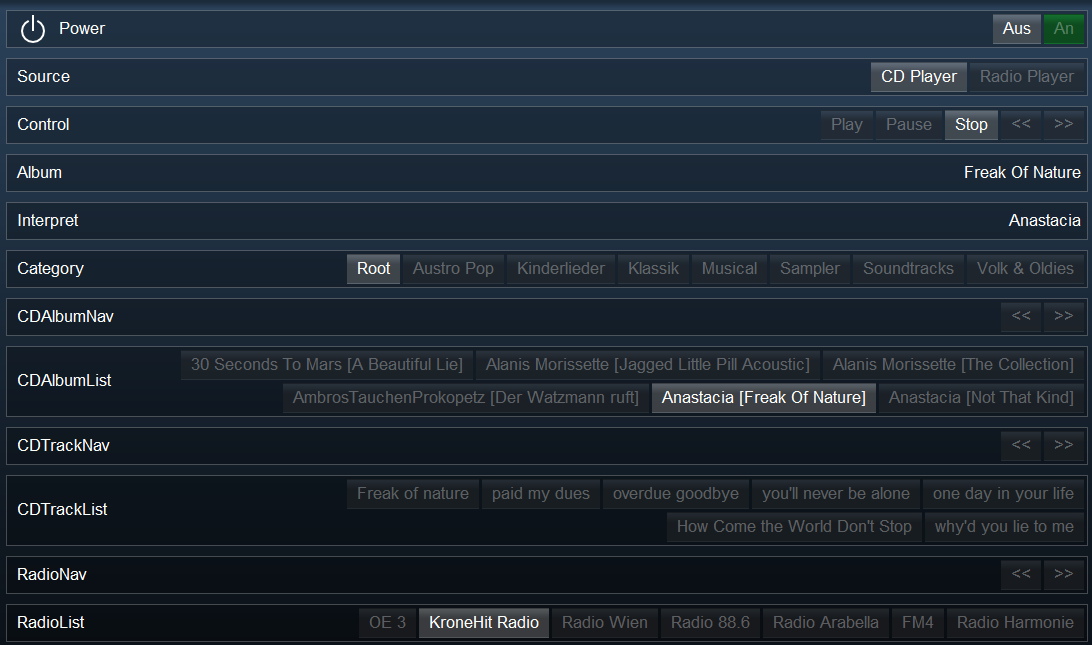 Power Aus An
Source CD Player Radio Player
Control Play Pause Stop << >>
Album Freak Of Nature
Interpret Anastacia
Category Root Austro Pop Kinderlieder Klassik Musical Sampler Soundtracks Volk & Oldies
CDAlbumNav << >>
CDAlbumList
30 Seconds To Mars [A Beautiful Lie] Alanis Morissette [Jagged Little Pill Acoustic] Alanis Morissette [The Collection]
AmbrosTauchenProkopetz [Der Watzmann ruft] Anastacia [Freak Of Nature] Anastacia [Not That Kind]
CDTrackNav << >>
CDTrackList
Freak of nature paid my dues overdue goodbye you'll never be alone one day in your life
How Come the World Don't Stop why'd you lie to me
RadioNav << >>
RadioList OE 3 KroneHit Radio Radio Wien Radio 88.6 Radio Arabella FM4 Radio Harmonie